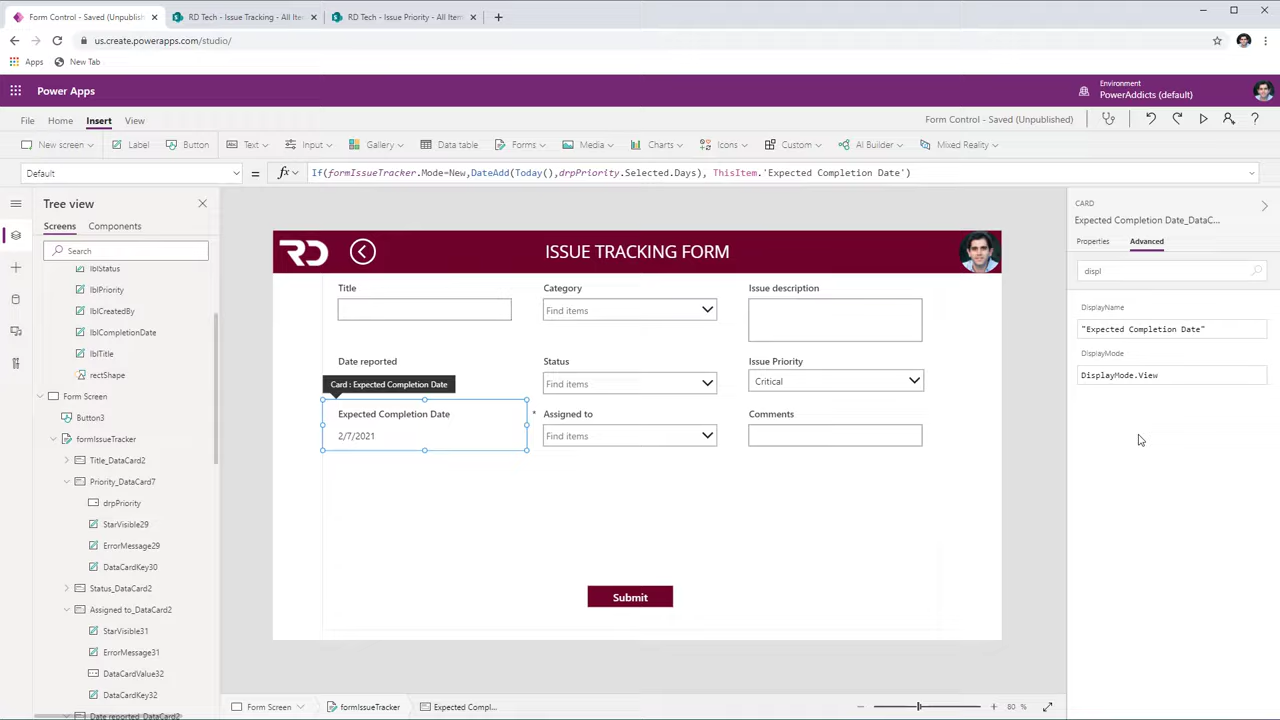 Form Control - Saved (Unpublish
RD Tech - Issue Tracking - All Ite
RD Tech - Issue Priority - All Item
us.create.powerapps.com/studio/
Apps
New Tab
Power Apps
Environment
PowerAddicts (default)
File
Home
Insert
View
Form Control - Saved (Unpublished)
New screen
Label
Button
Text
Input
Gallery
Data table
Forms
Media
Charts
Icons
Custom
AI Builder
Mixed Reality
Default
=
fx
If(formIssueTracker.Mode=New,DateAdd(Today(),drpPriority.Selected.Days), ThisItem.'Expected Completion Date')
Tree view
Screens
Components
Search
lblStatus
lblPriority
lblCreatedBy
lblCompletionDate
lblTitle
rectShape
Form Screen
Button3
formIssueTracker
Title_DataCard2
Priority_DataCard7
drpPriority
StarVisible29
ErrorMessage29
DataCardKey30
Status_DataCard2
Assigned to_DataCard2
StarVisible31
ErrorMessage31
DataCardValue32
DataCardKey32
Date reported_DataCard2
RD
ISSUE TRACKING FORM
Title
Category
Issue description
Find items
Date reported
Status
Issue Priority
Find items
Critical
Card : Expected Completion Date
Expected Completion Date
* Assigned to
Comments
2/7/2021
Find items
Submit
CARD
Expected Completion Date_DataC...
Properties
Advanced
displ
DisplayName
"Expected Completion Date"
DisplayMode
DisplayMode.View
Form Screen
formIssueTracker
Expected Compl...
80 %